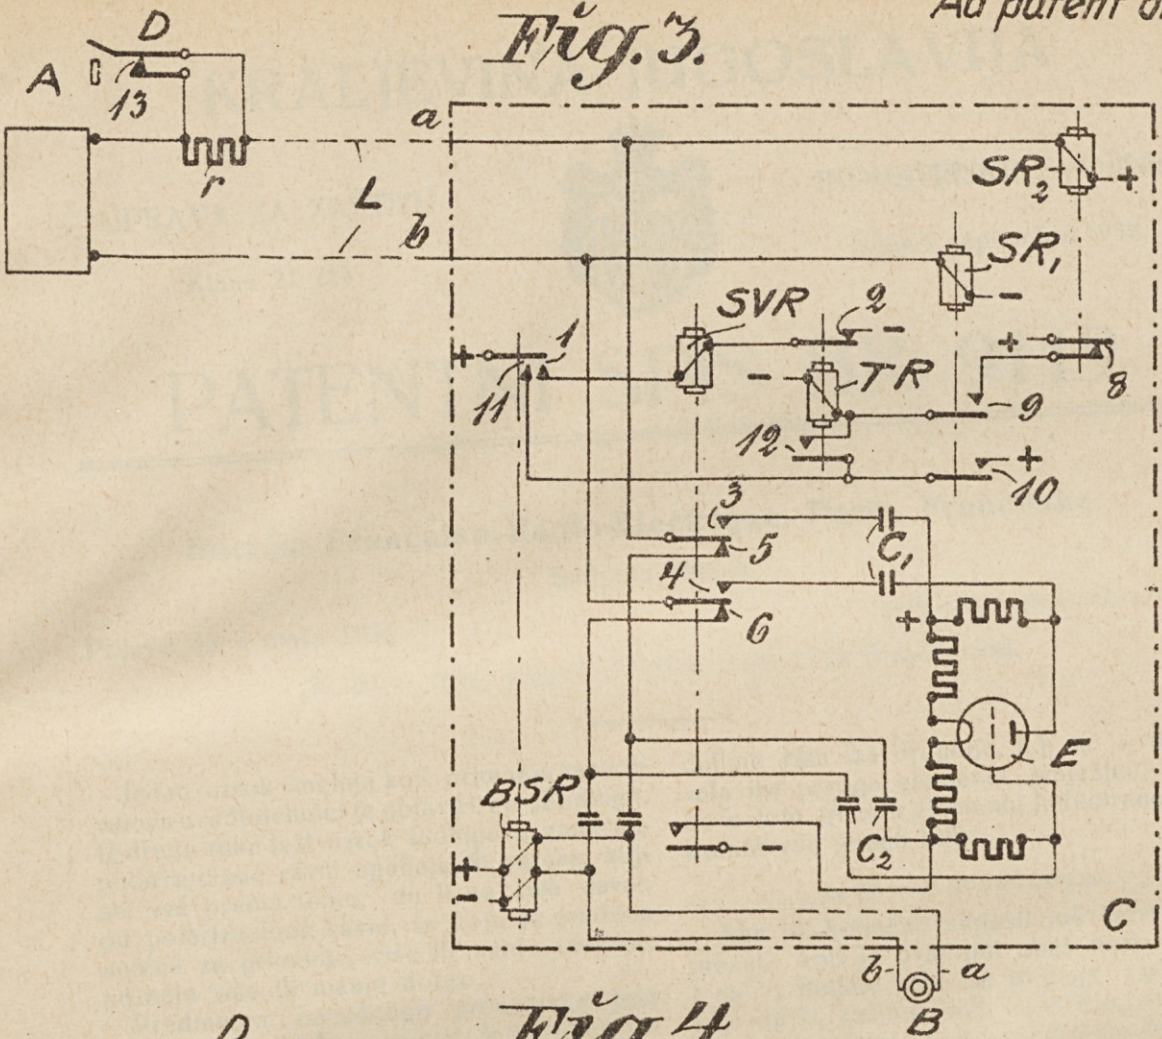 Ad patent
Fig. 3.
D
A
13
a
r
L
b
SR₂
+
SR₁
-
SVR
2
-
+
1
11
+
8
-
TR
9
12
+
10
3
5
C₁
4
6
+
E
BSR
+
-
C₂
-
C
b
a
B
D
Fig 4